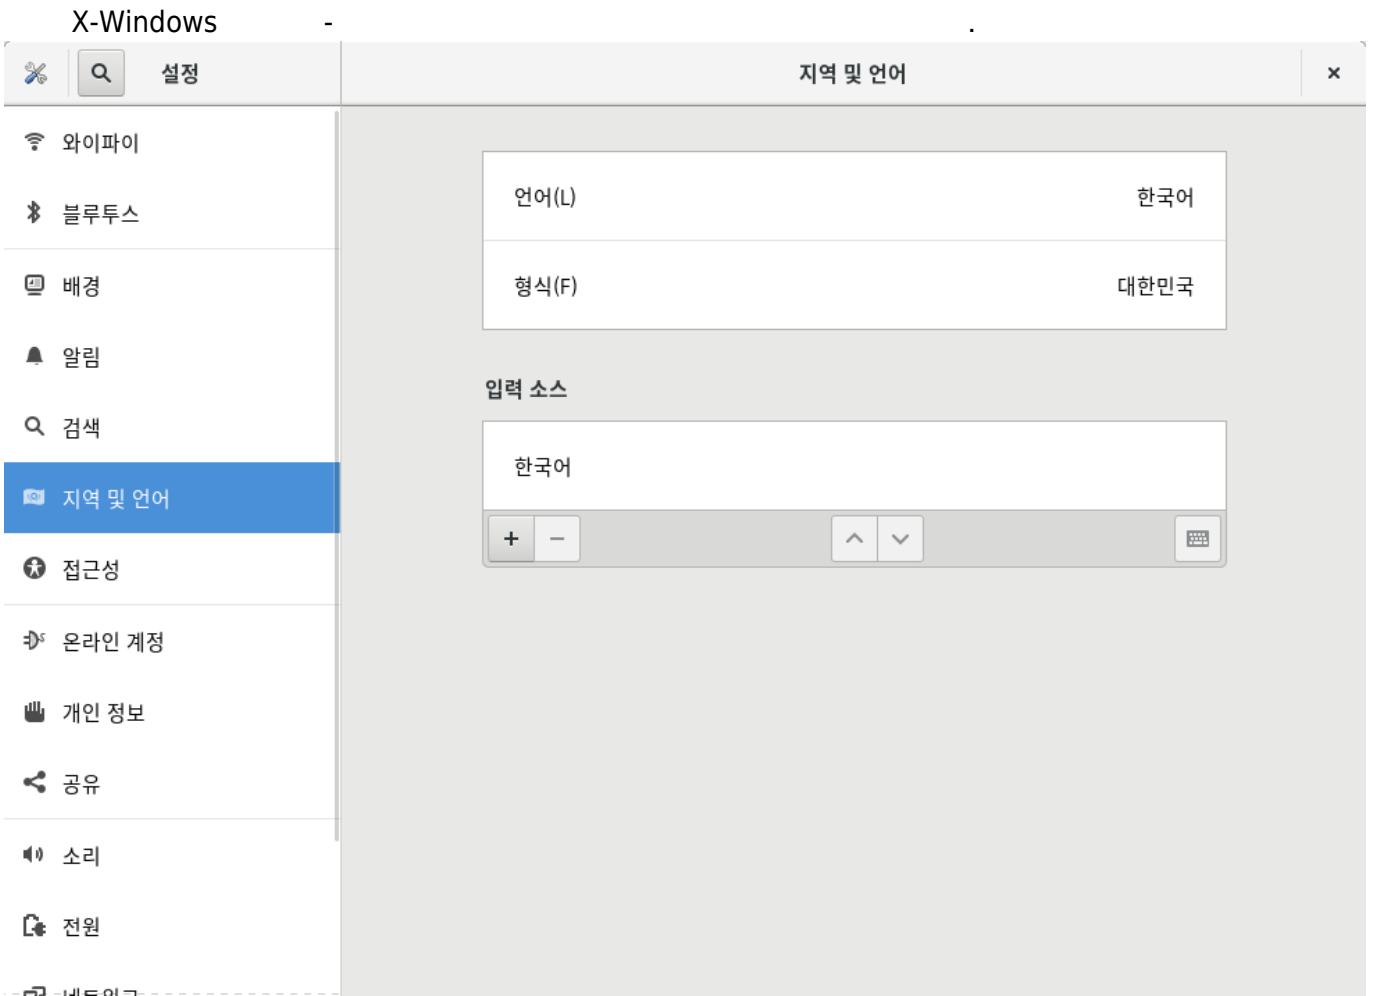 X-Windows - .
설정
지역 및 언어
와이파이
블루투스
배경
알림
검색
지역 및 언어
접근성
온라인 계정
개인 정보
공유
소리
전원
언어(L) 한국어
형식(F) 대한민국
입력 소스
한국어